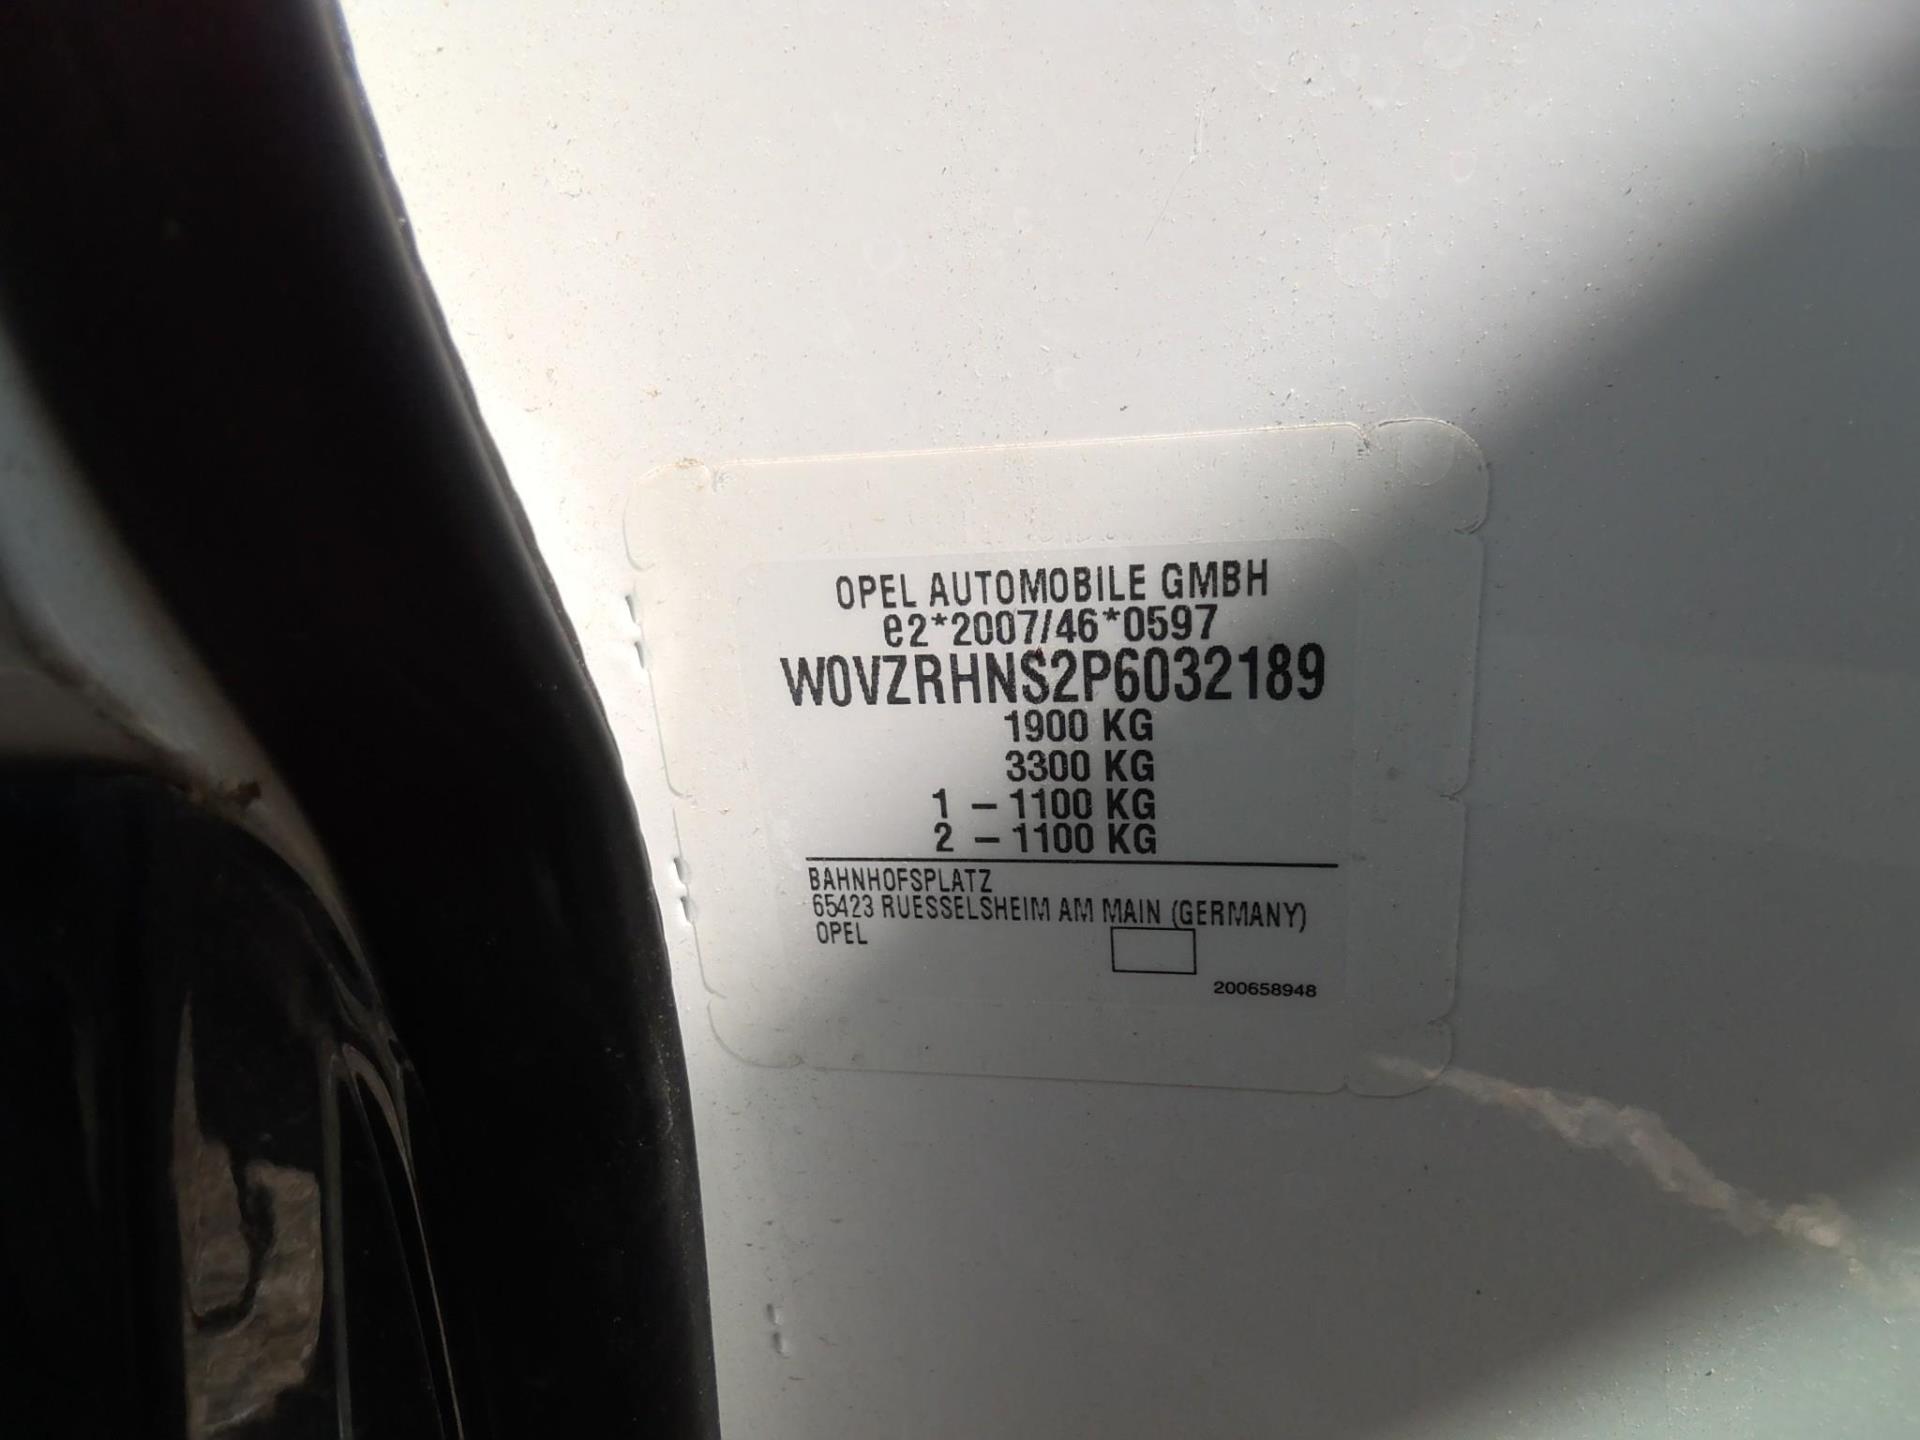 OPEL AUTOMOBILE GMBH
e2*2007/46*0597
W0VZRHNS2P6032189
1900 KG
3300 KG
1 – 1100 KG
2 – 1100 KG
BAHNHOFSPLATZ
65423 RUESSELSHEIM AM MAIN (GERMANY)
OPEL
200658948